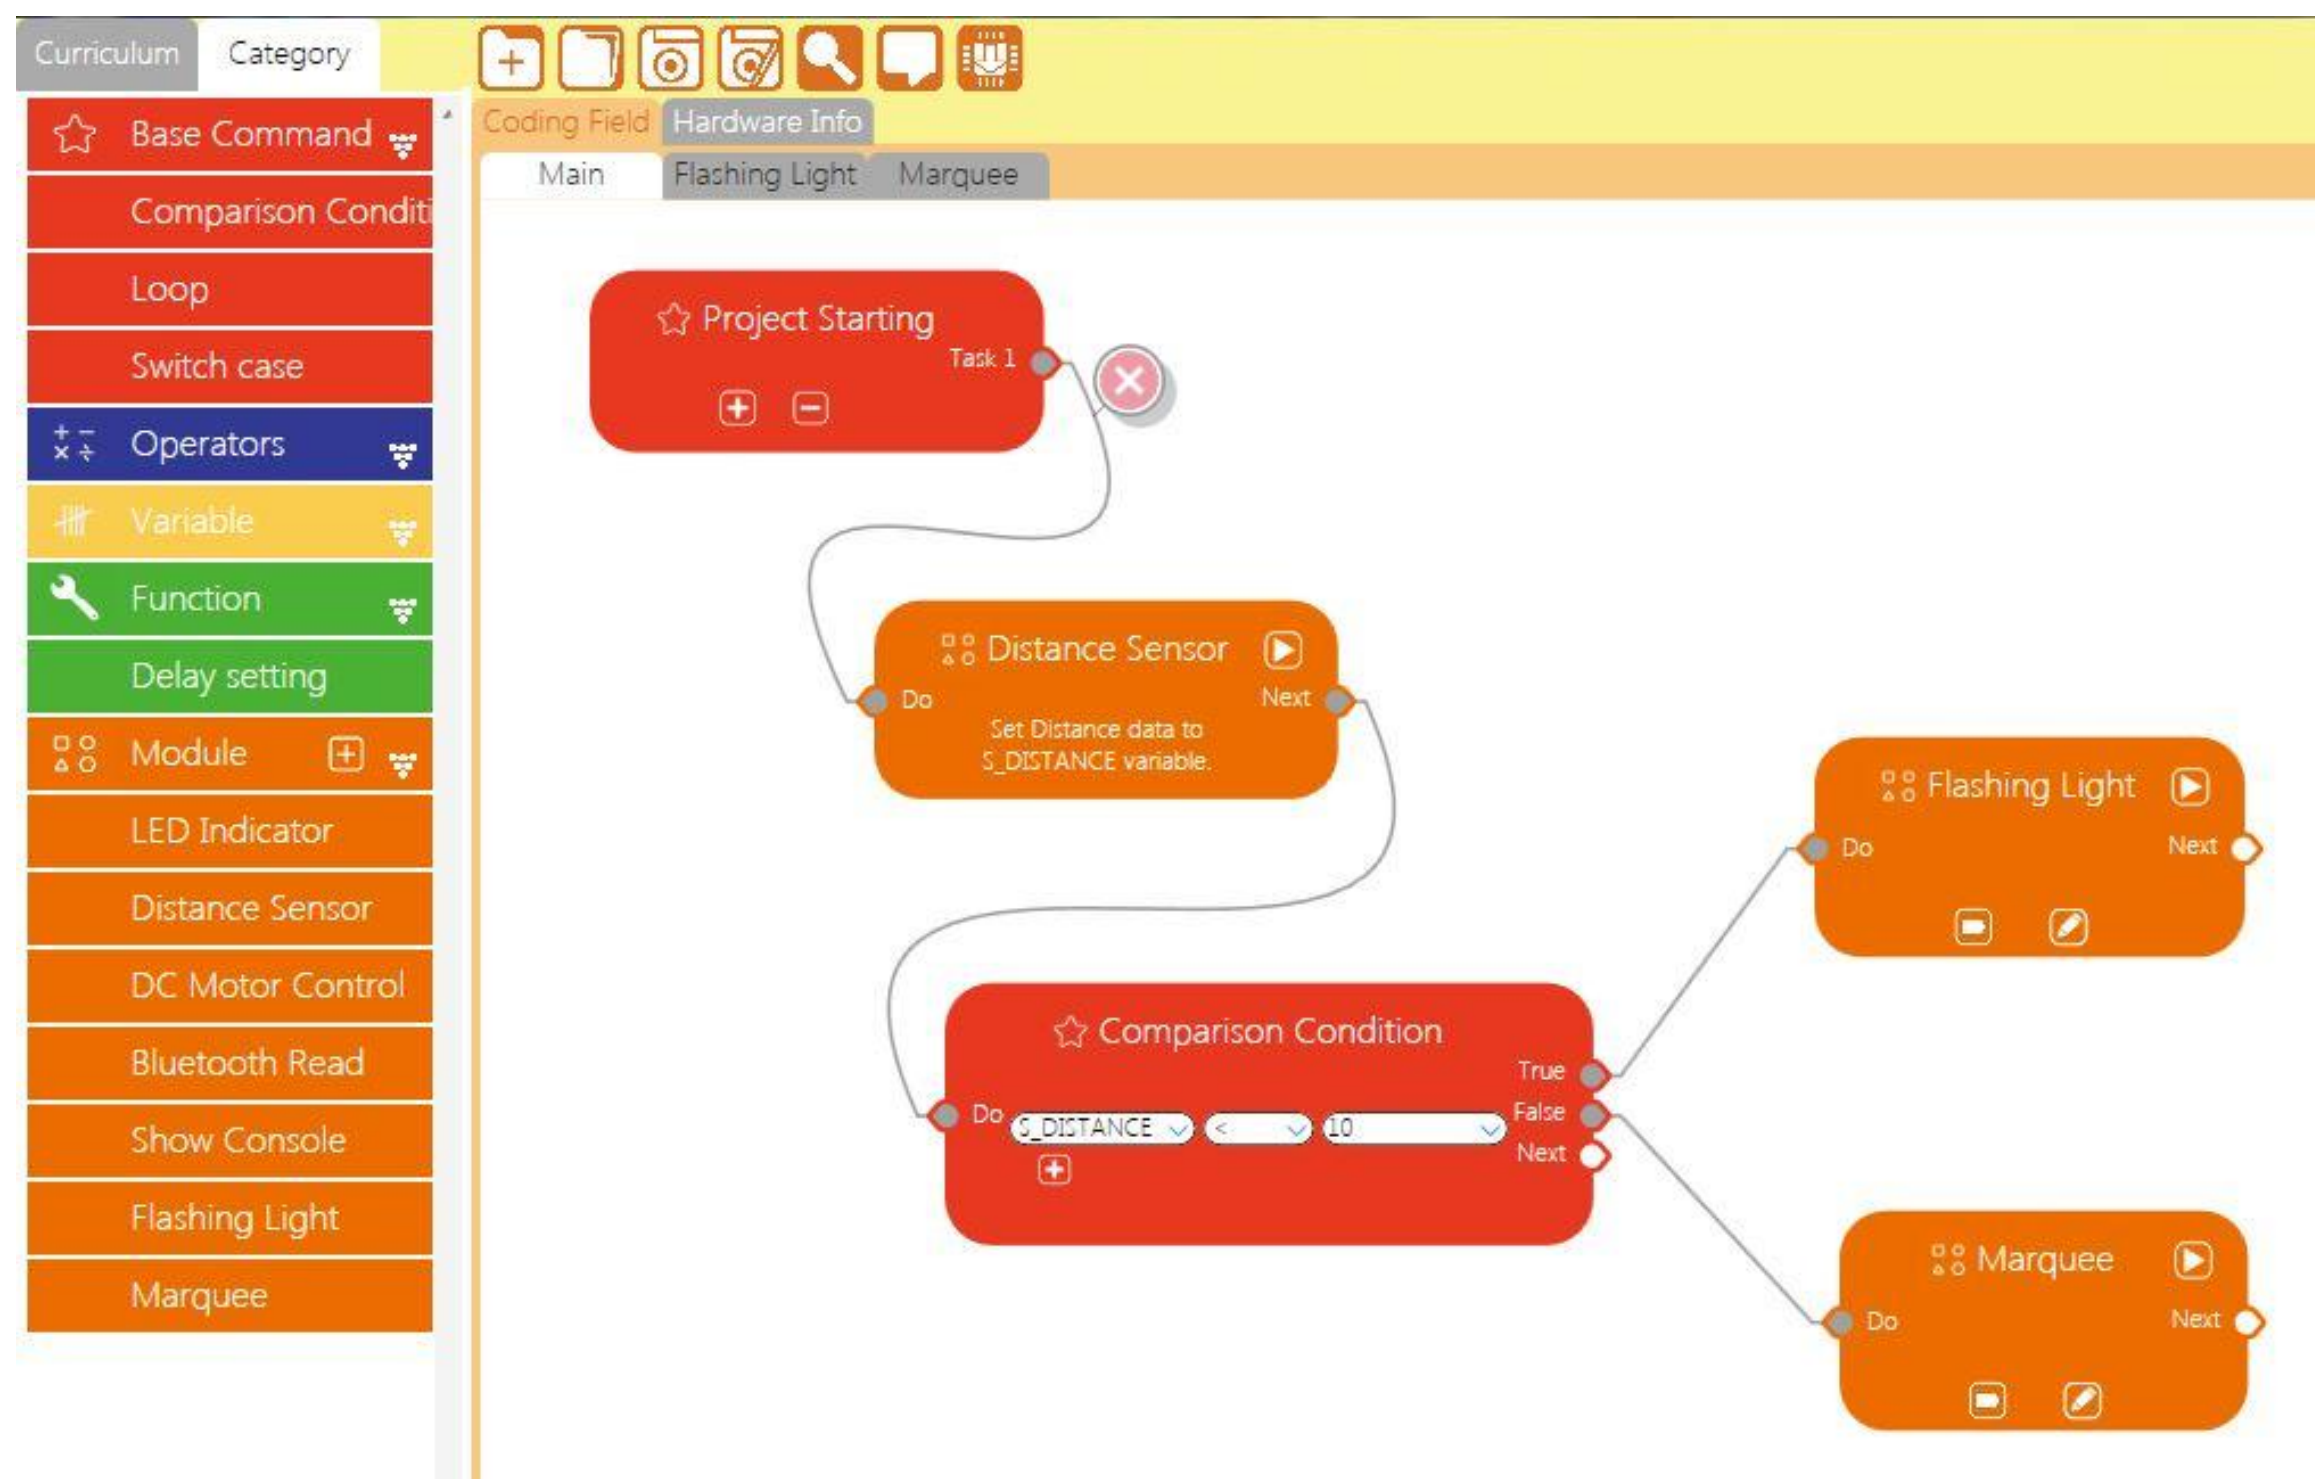 Curriculum Category
Coding Field Hardware Info
Main Flashing Light Marquee
Base Command
Comparison Conditi
Loop
Switch case
Operators
Variable
Function
Delay setting
Module
LED Indicator
Distance Sensor
DC Motor Control
Bluetooth Read
Show Console
Flashing Light
Marquee
Project Starting
Task 1
Distance Sensor
Do Next
Set Distance data to
S_DISTANCE variable.
Comparison Condition
True
Do S_DISTANCE < 10 False
Next
Flashing Light
Do Next
Marquee
Do Next